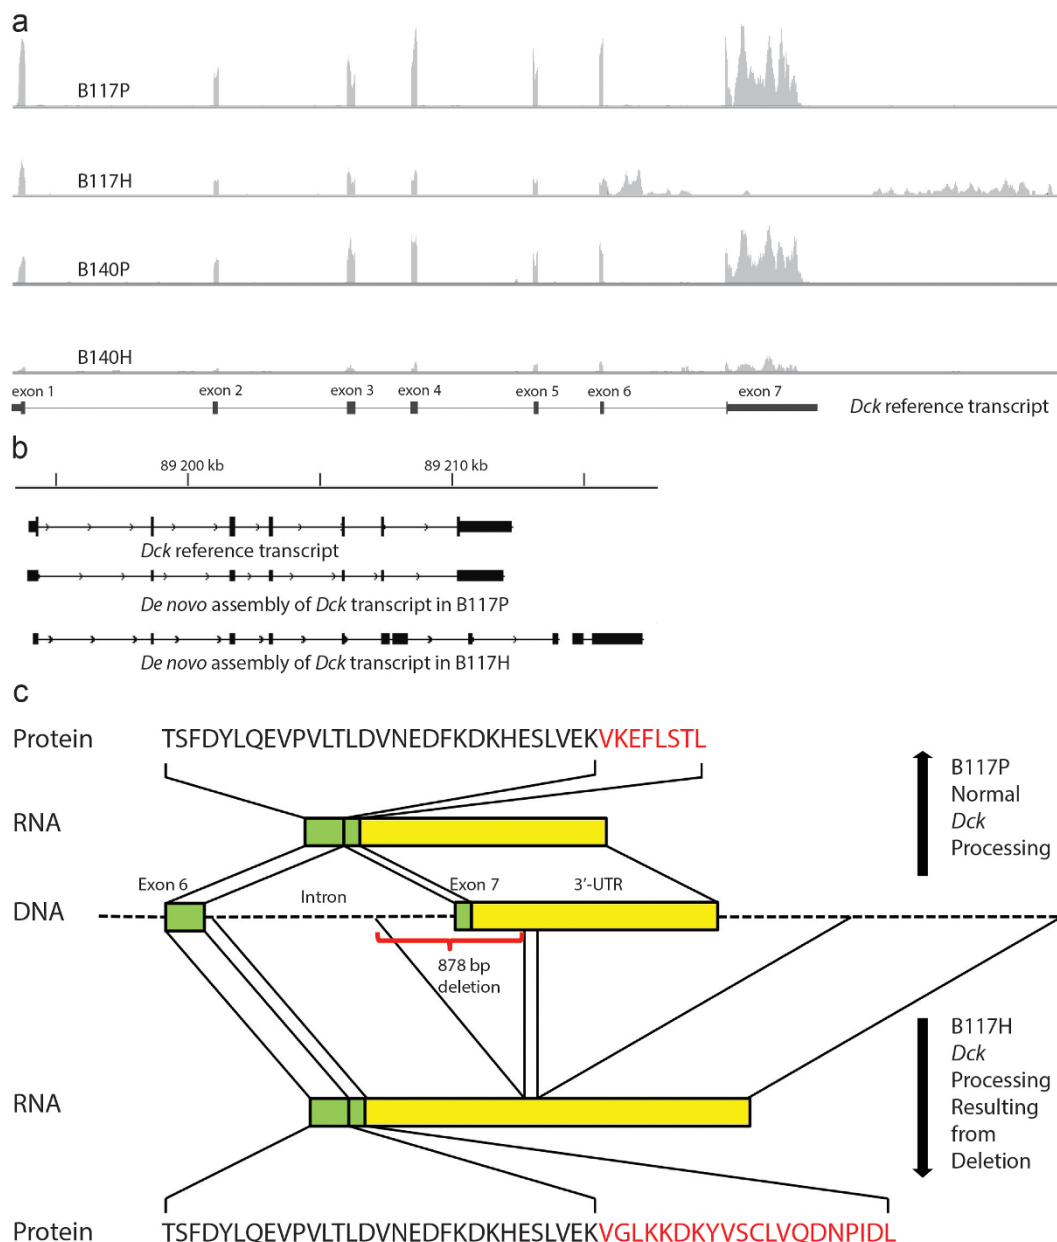 a
B117P
B117H
B140P
B140H
exon 1 exon 2 exon 3 exon 4 exon 5 exon 6 exon 7
Dck reference transcript
b
89 200 kb 89 210 kb
Dck reference transcript
De novo assembly of Dck transcript in B117P
De novo assembly of Dck transcript in B117H
c
Protein TSFDYLQEVPVLTLDVNEDFKDKHESLVEKVKEFLSTL
B117P
Normal
Dck
Processing
RNA
Exon 6 Intron Exon 7 3'-UTR
DNA
878 bp
deletion
B117H
Dck
Processing
Resulting
from
Deletion
RNA
Protein TSFDYLQEVPVLTLDVNEDFKDKHESLVEKVGLKKDKYVSCLVQDNPIDL